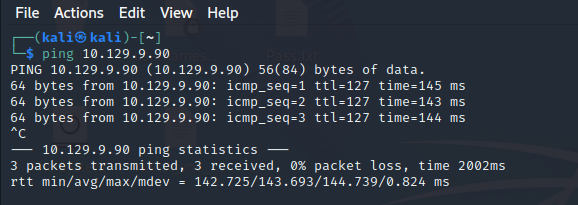 File Actions Edit View Help
┌──(kali㉿kali)-[~]
└─$ ping 10.129.9.90
PING 10.129.9.90 (10.129.9.90) 56(84) bytes of data.
64 bytes from 10.129.9.90: icmp_seq=1 ttl=127 time=145 ms
64 bytes from 10.129.9.90: icmp_seq=2 ttl=127 time=143 ms
64 bytes from 10.129.9.90: icmp_seq=3 ttl=127 time=144 ms
^C
--- 10.129.9.90 ping statistics ---
3 packets transmitted, 3 received, 0% packet loss, time 2002ms
rtt min/avg/max/mdev = 142.725/143.693/144.739/0.824 ms